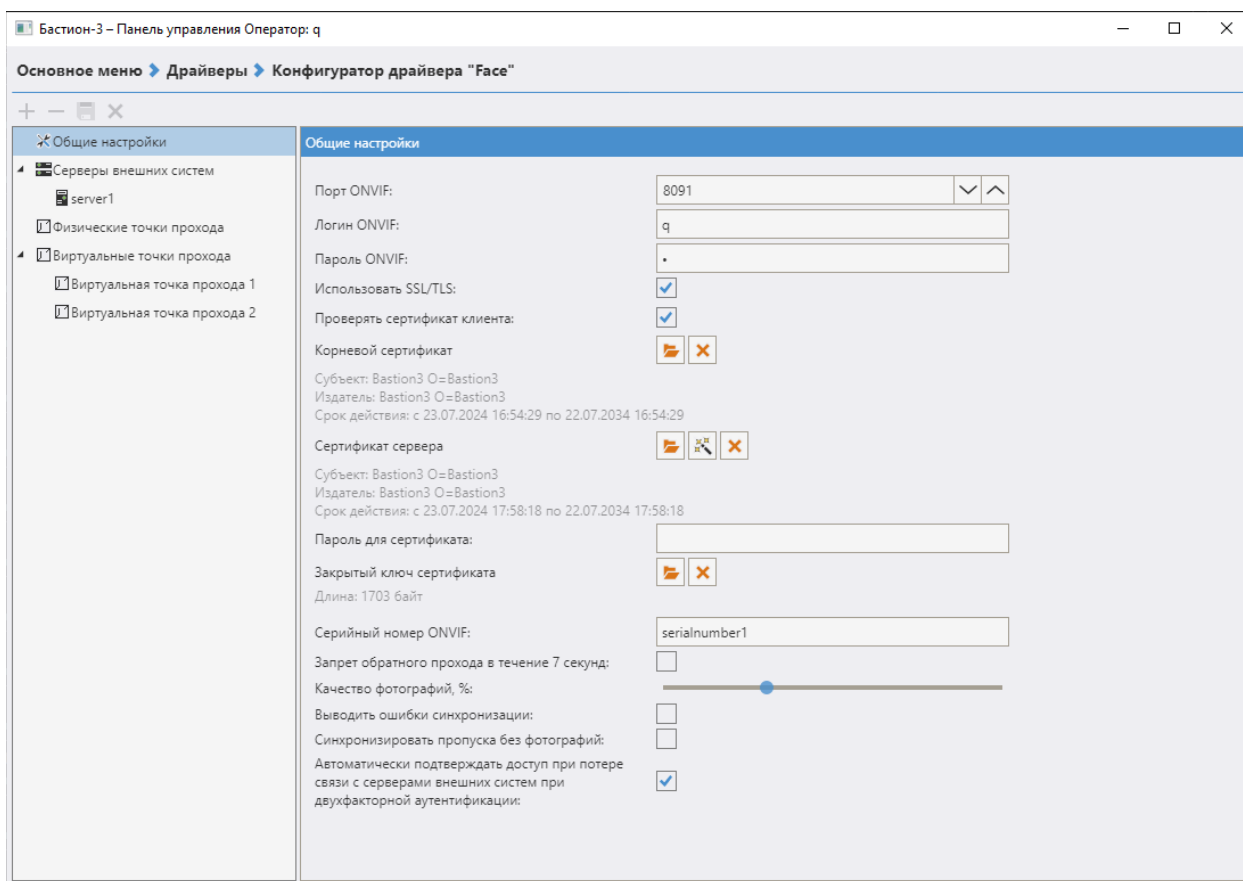 Бастион-3 – Панель управления Оператор: q
Основное меню Драйверы Конфигуратор драйвера "Face"
Общие настройки
Серверы внешних систем
server1
Физические точки прохода
Виртуальные точки прохода
Виртуальная точка прохода 1
Виртуальная точка прохода 2
Общие настройки
Порт ONVIF: 8091
Логин ONVIF: q
Пароль ONVIF: •
Использовать SSL/TLS:
Проверять сертификат клиента:
Корневой сертификат
Субъект: Bastion3 O=Bastion3
Издатель: Bastion3 O=Bastion3
Срок действия: с 23.07.2024 16:54:29 по 22.07.2034 16:54:29
Сертификат сервера
Субъект: Bastion3 O=Bastion3
Издатель: Bastion3 O=Bastion3
Срок действия: с 23.07.2024 17:58:18 по 22.07.2034 17:58:18
Пароль для сертификата:
Закрытый ключ сертификата
Длина: 1703 байт
Серийный номер ONVIF: serialnumber1
Запрет обратного прохода в течение 7 секунд:
Качество фотографий, %:
Выводить ошибки синхронизации:
Синхронизировать пропуска без фотографий:
Автоматически подтверждать доступ при потере
связи с серверами внешних систем при
двухфакторной аутентификации: